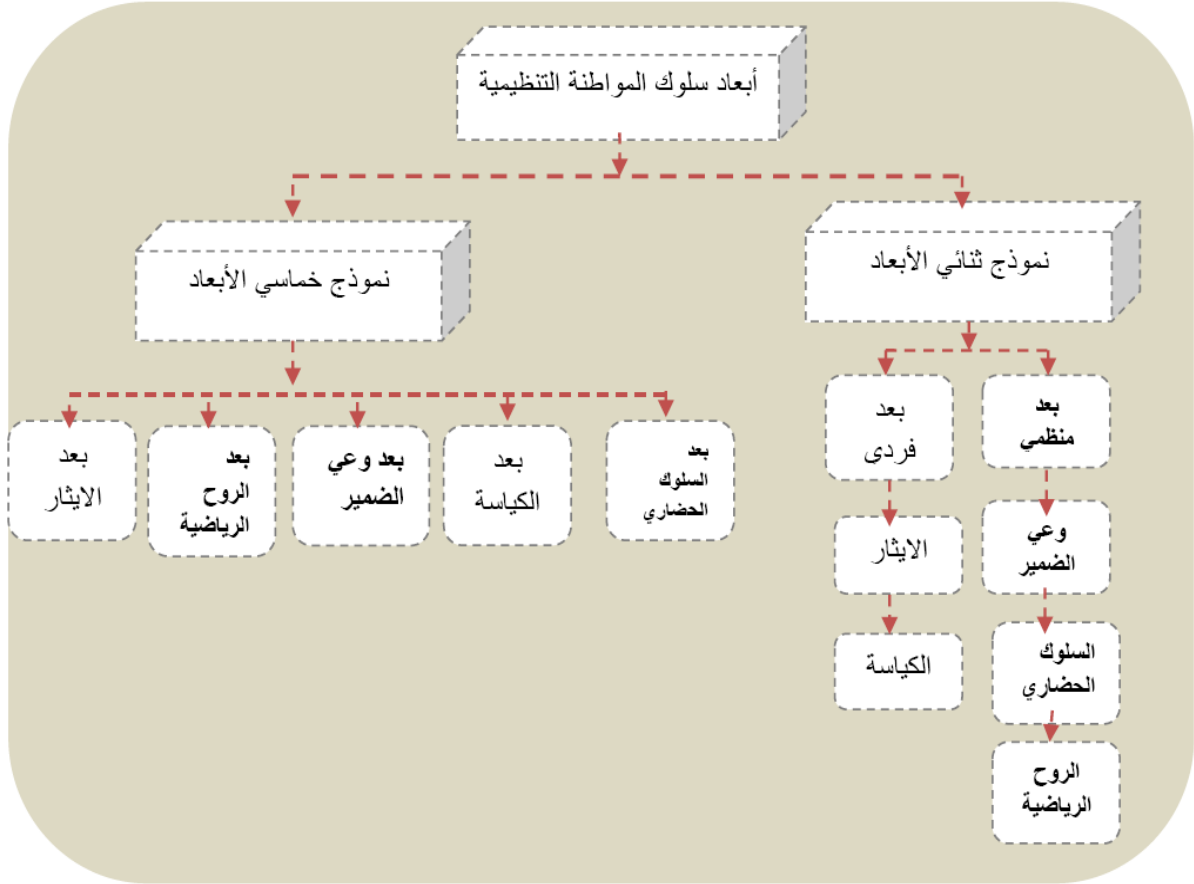 أبعاد سلوك المواطنة التنظيمية
نموذج ثنائي الأبعاد
نموذج خماسي الأبعاد
بعد
منظمي
بعد
فردى
وعي
الضمير
الايثار
السلوك
الحضاري
الكياسة
الروح
الرياضية
بعد
السلوك
الحضاري
بعد
الكياسة
بعد وعي
الضمير
بعد
الروح
الرياضية
بعد
الايثار